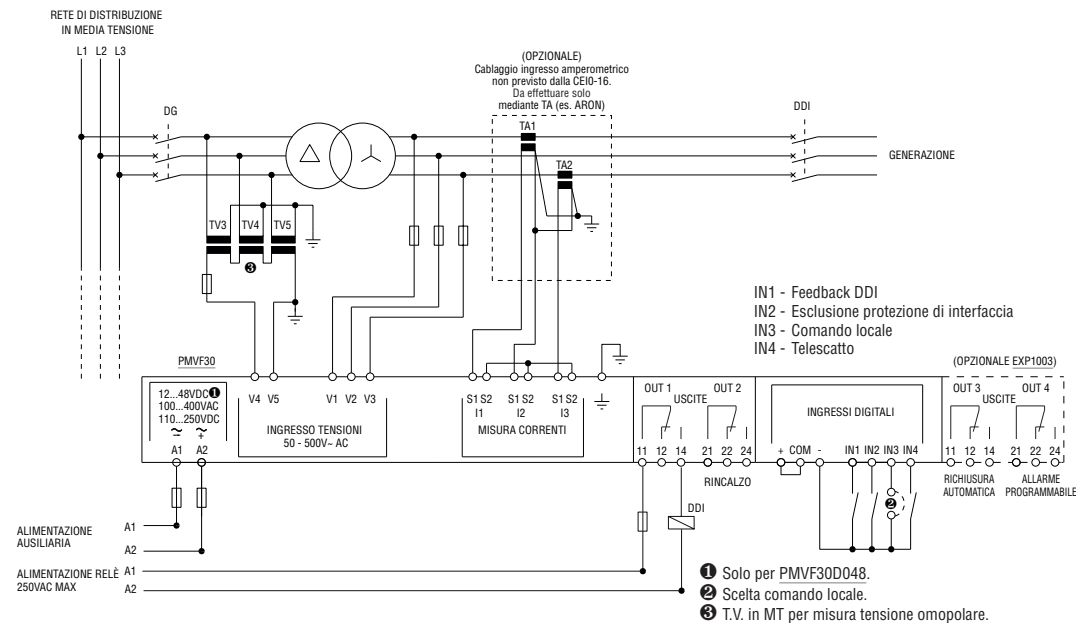 RETE DI DISTRIBUZIONE
IN MEDIA TENSIONE
L1 L2 L3
DG
(OPZIONALE)
Cablaggio ingresso amperometrico
non previsto dalla CEI0-16.
Da effettuare solo
mediante TA (es. ARON)
TA1
TA2
DDI
GENERAZIONE
TV3 TV4 TV5
❸
IN1 - Feedback DDI
IN2 - Esclusione protezione di interfaccia
IN3 - Comando locale
IN4 - Telescatto
PMVF30
(OPZIONALE EXP1003)
12...48VDC❶
100...400VAC
110...250VDC
~ ~
− +
A1 A2
V4 V5 V1 V2 V3
INGRESSO TENSIONI
50 - 500V~ AC
S1 S2 S1 S2 S1 S2
I1 I2 I3
MISURA CORRENTI
OUT 1 OUT 2
USCITE
11 12 14 21 22 24
RINCALZO
INGRESSI DIGITALI
+ COM - IN1 IN2 IN3 IN4
OUT 3 OUT 4
USCITE
11 12 14 21 22 24
RICHIUSURA
AUTOMATICA
ALLARME
PROGRAMMABILE
❷
DDI
ALIMENTAZIONE
AUSILIARIA
A1
A2
ALIMENTAZIONE RELÈ
250VAC MAX
A1
A2
❶ Solo per PMVF30D048.
❷ Scelta comando locale.
❸ T.V. in MT per misura tensione omopolare.